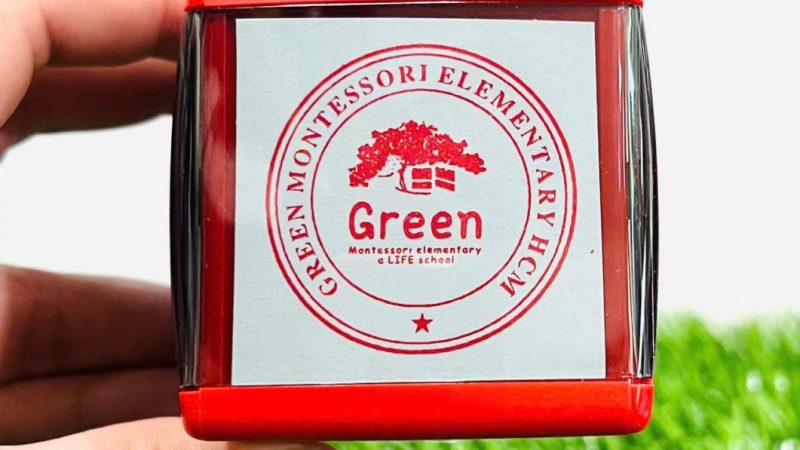 GREEN MONTESSORI ELEMENTARY HCM
Green
Montessori elementary
a LIFE school